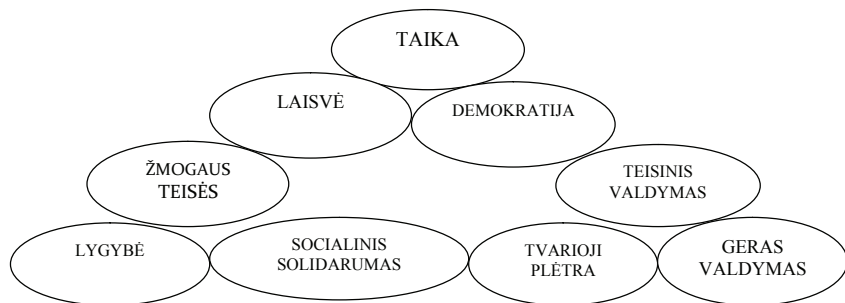 TAIKA
LAISVĖ
DEMOKRATIJA
ŽMOGAUS
TEISĖS
TEISINIS
VALDYMAS
LYGYBĖ
SOCIALINIS
SOLIDARUMAS
TVARIOJI
PLĖTRA
GERAS
VALDYMAS